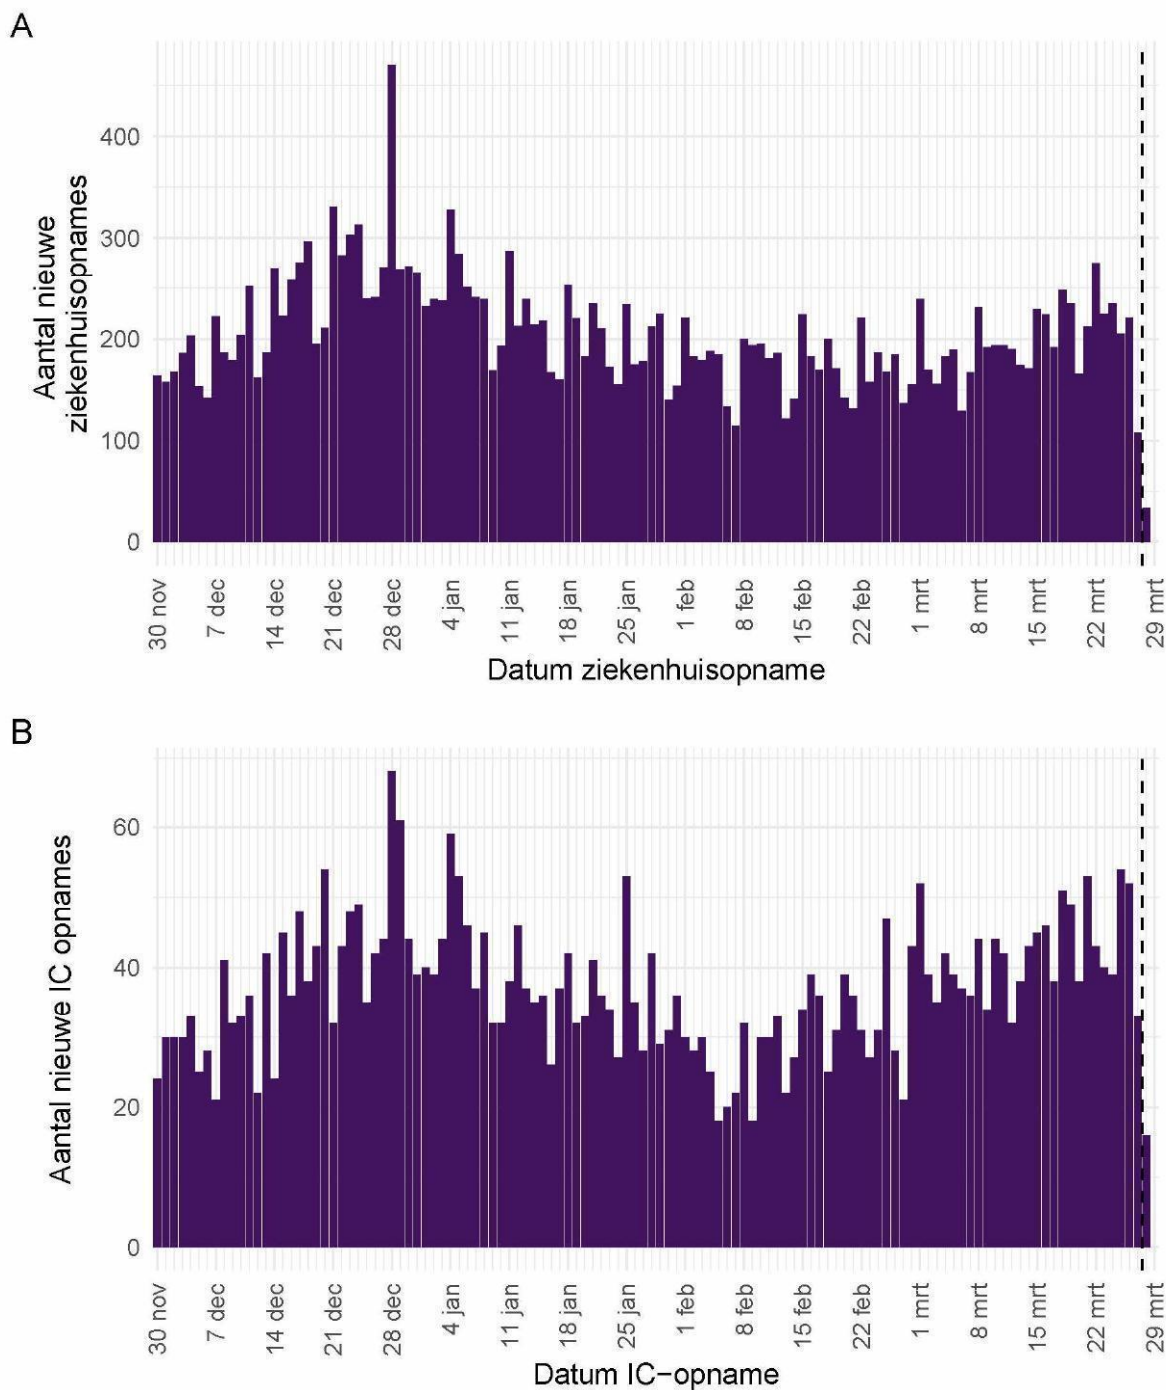 A
400
300
200
100
0
Aantal nieuwe
ziekenhuisopnames
30 nov
7 dec
14 dec
21 dec
28 dec
4 jan
11 jan
18 jan
25 jan
1 feb
8 feb
15 feb
22 feb
1 mrt
8 mrt
15 mrt
22 mrt
29 mrt
Datum ziekenhuisopname
B
60
40
20
0
Aantal nieuwe IC opnames
30 nov
7 dec
14 dec
21 dec
28 dec
4 jan
11 jan
18 jan
25 jan
1 feb
8 feb
15 feb
22 feb
1 mrt
8 mrt
15 mrt
22 mrt
29 mrt
Datum IC−opname